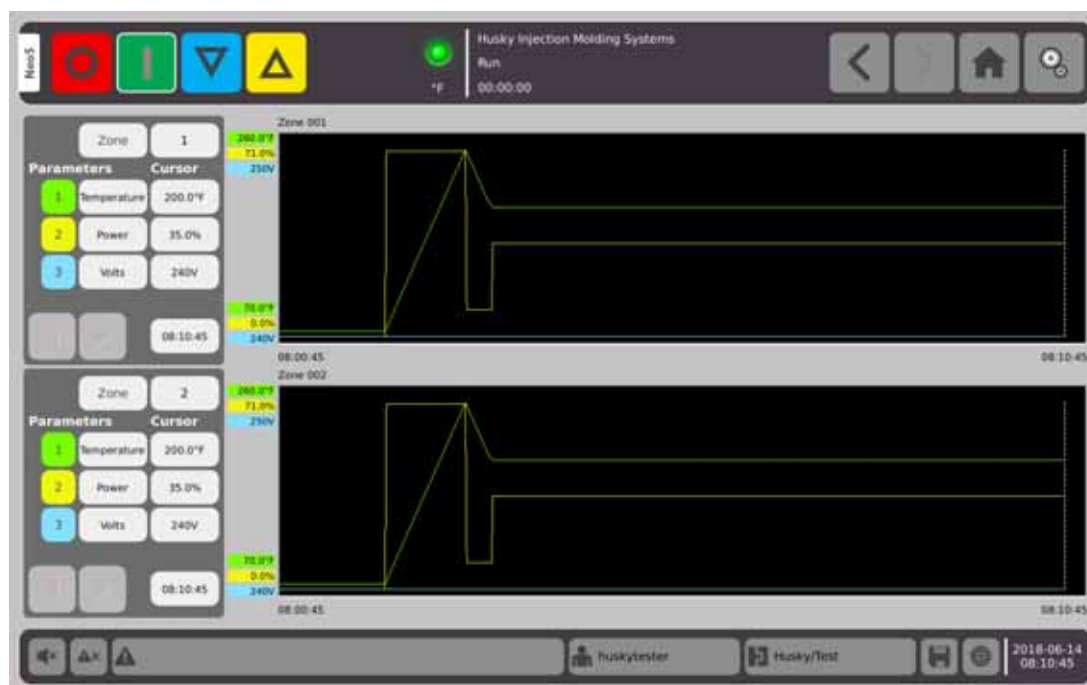 Neo5
Husky Injection Molding Systems
Run
°F
00:00:00
Zone 1
Parameters Cursor
1 Temperature 200.0°F
2 Power 35.0%
3 Volts 240V
08:10:45
Zone 001
260.0°F
71.0%
250V
70.0°F
0.0%
240V
08:00:45 08:10:45
Zone 2
Parameters Cursor
1 Temperature 200.0°F
2 Power 35.0%
3 Volts 240V
08:10:45
Zone 002
260.0°F
71.0%
250V
70.0°F
0.0%
240V
08:00:45 08:10:45
huskytester
Husky/Test
2018-06-14
08:10:45